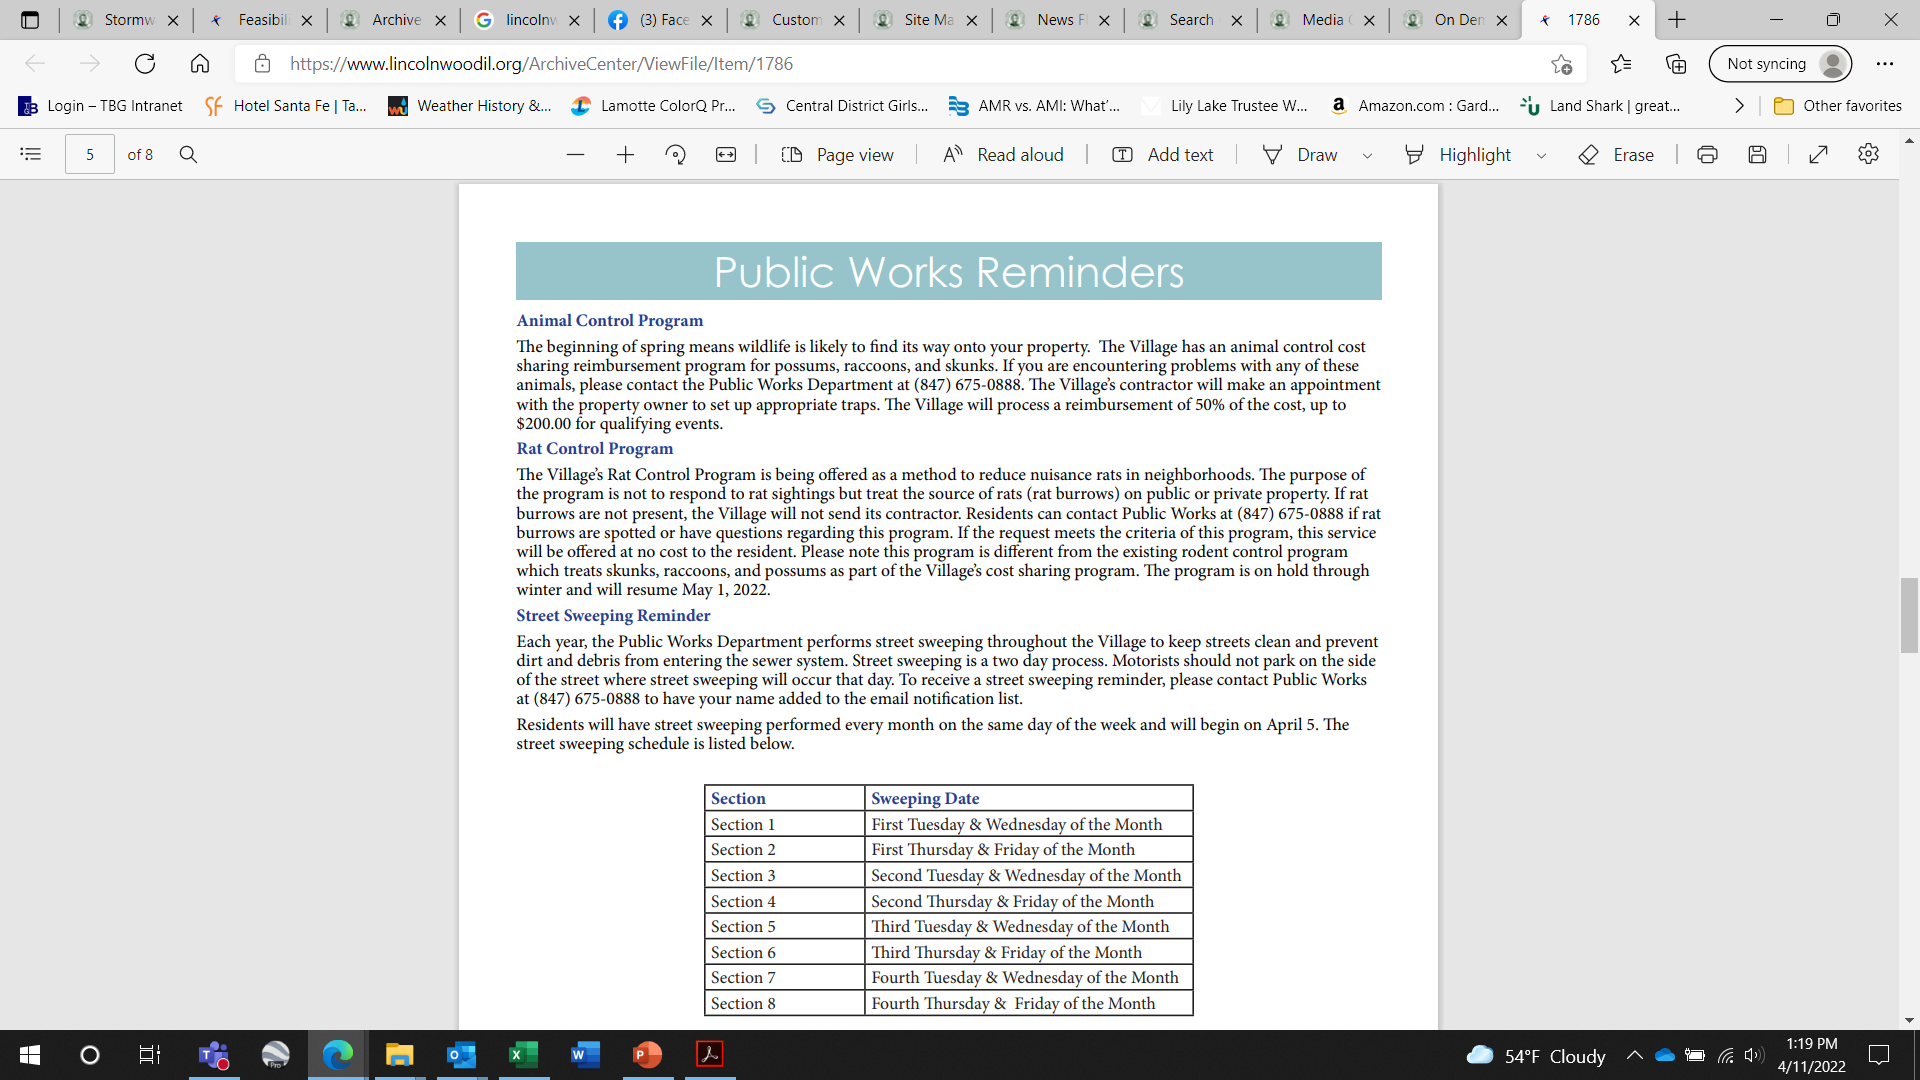 Stormw
Feasibil
Archive
lincolnw
(3) Face
Custom
Site Ma
News F
Search
Media
On Den
1786
https://www.lincolnwoodil.org/ArchiveCenter/ViewFile/Item/1786
Not syncing
Login – TBG Intranet
Hotel Santa Fe | Ta...
Weather History &...
Lamotte ColorQ Pr...
Central District Girls...
AMR vs. AMI: What'...
Lily Lake Trustee W...
Amazon.com : Gard...
Land Shark | great...
Other favorites
5 of 8
Page view
Read aloud
Add text
Draw
Highlight
Erase
Public Works Reminders
Animal Control Program
The beginning of spring means wildlife is likely to find its way onto your property. The Village has an animal control cost
sharing reimbursement program for possums, raccoons, and skunks. If you are encountering problems with any of these
animals, please contact the Public Works Department at (847) 675-0888. The Village's contractor will make an appointment
with the property owner to set up appropriate traps. The Village will process a reimbursement of 50% of the cost, up to
$200.00 for qualifying events.
Rat Control Program
The Village's Rat Control Program is being offered as a method to reduce nuisance rats in neighborhoods. The purpose of
the program is not to respond to rat sightings but treat the source of rats (rat burrows) on public or private property. If rat
burrows are not present, the Village will not send its contractor. Residents can contact Public Works at (847) 675-0888 if rat
burrows are spotted or have questions regarding this program. If the request meets the criteria of this program, this service
will be offered at no cost to the resident. Please note this program is different from the existing rodent control program
which treats skunks, raccoons, and possums as part of the Village's cost sharing program. The program is on hold through
winter and will resume May 1, 2022.
Street Sweeping Reminder
Each year, the Public Works Department performs street sweeping throughout the Village to keep streets clean and prevent
dirt and debris from entering the sewer system. Street sweeping is a two day process. Motorists should not park on the side
of the street where street sweeping will occur that day. To receive a street sweeping reminder, please contact Public Works
at (847) 675-0888 to have your name added to the email notification list.
Residents will have street sweeping performed every month on the same day of the week and will begin on April 5. The
street sweeping schedule is listed below.
Section Sweeping Date
Section 1 First Tuesday & Wednesday of the Month
Section 2 First Thursday & Friday of the Month
Section 3 Second Tuesday & Wednesday of the Month
Section 4 Second Thursday & Friday of the Month
Section 5 Third Tuesday & Wednesday of the Month
Section 6 Third Thursday & Friday of the Month
Section 7 Fourth Tuesday & Wednesday of the Month
Section 8 Fourth Thursday & Friday of the Month
54°F Cloudy
1:19 PM
4/11/2022